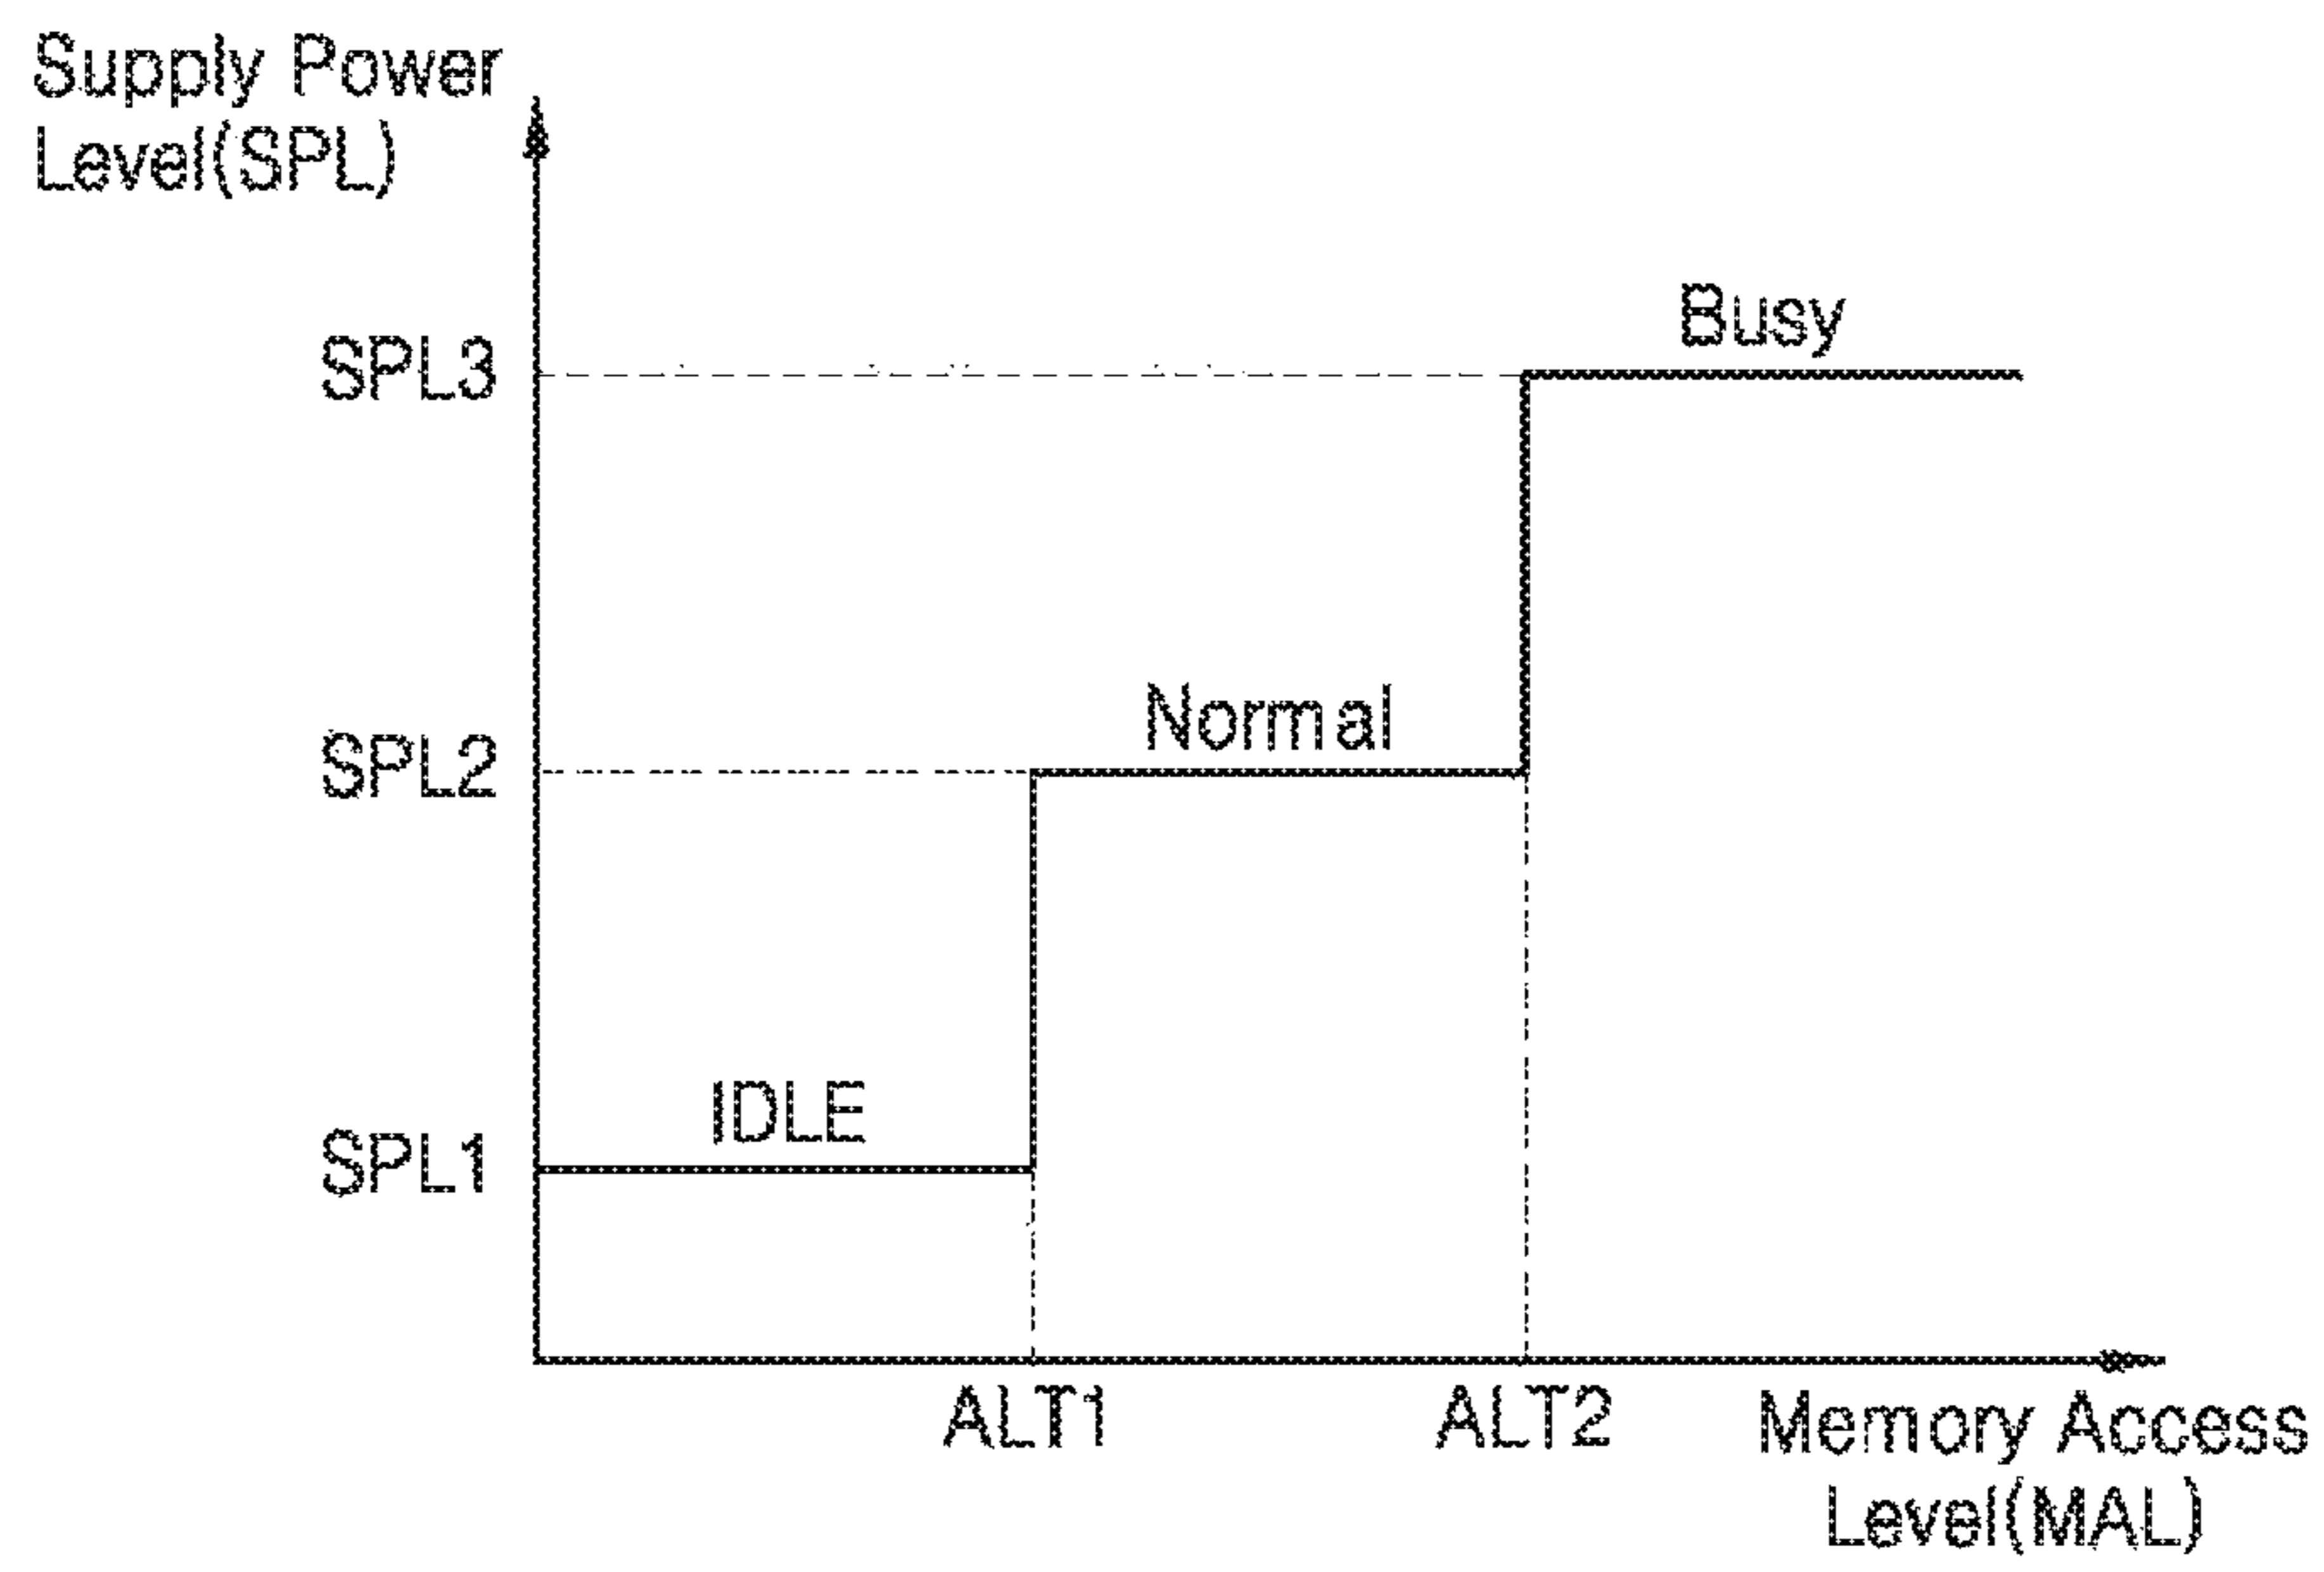 Supply Power
Level(SPL)
Busy
SPL3
Normal
SPL2
IDLE
SPL1
ALT1
ALT2
Memory Access
Level(MAL)